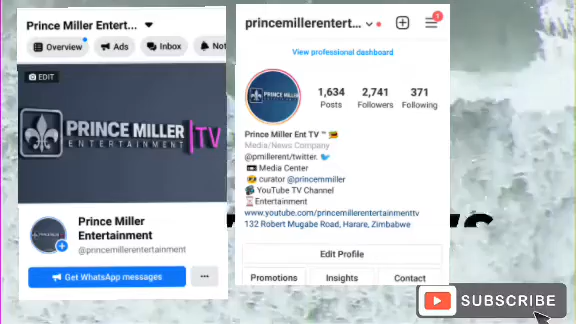 Prince Miller Entert...
Overview
Ads
Inbox
EDIT
PRINCE MILLER TV
ENTERTAINMENT
Prince Miller
Entertainment
@princemillerentertainment
Get WhatsApp messages
princemillerentert...
1
View professional dashboard
1,634 2,741 371
Posts Followers Following
Prince Miller Ent TV ™
Media/News Company
@pmillerent/twitter.
Media Center
curator @princemmiller
YouTube TV Channel
Entertainment
www.youtube.com/princemillerentertainmenttv
132 Robert Mugabe Road, Harare, Zimbabwe
Edit Profile
Promotions Insights Contact
SUBSCRIBE